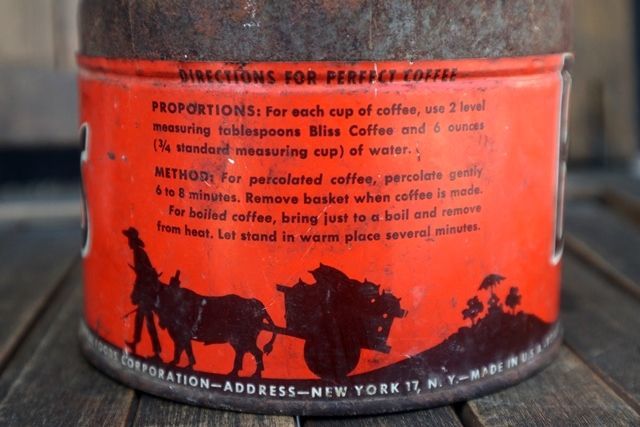 DIRECTIONS FOR PERFECT COFFEE
PROPORTIONS: For each cup of coffee, use 2 level
measuring tablespoons Bliss Coffee and 6 ounces
(3/4 standard measuring cup) of water.
METHOD: For percolated coffee, percolate gently
6 to 8 minutes. Remove basket when coffee is made.
For boiled coffee, bring just to a boil and remove
from heat. Let stand in warm place several minutes.
FOODS CORPORATION—ADDRESS—NEW YORK 17, N. Y.—MADE IN U.S.A.